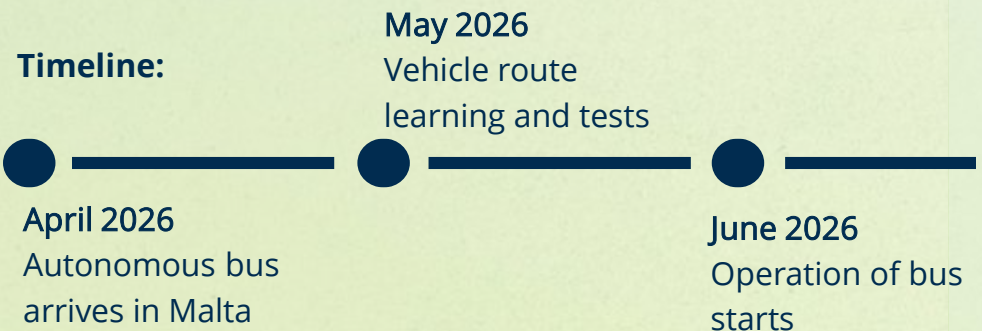 Timeline:
April 2026
Autonomous bus
arrives in Malta
May 2026
Vehicle route
learning and tests
June 2026
Operation of bus
starts